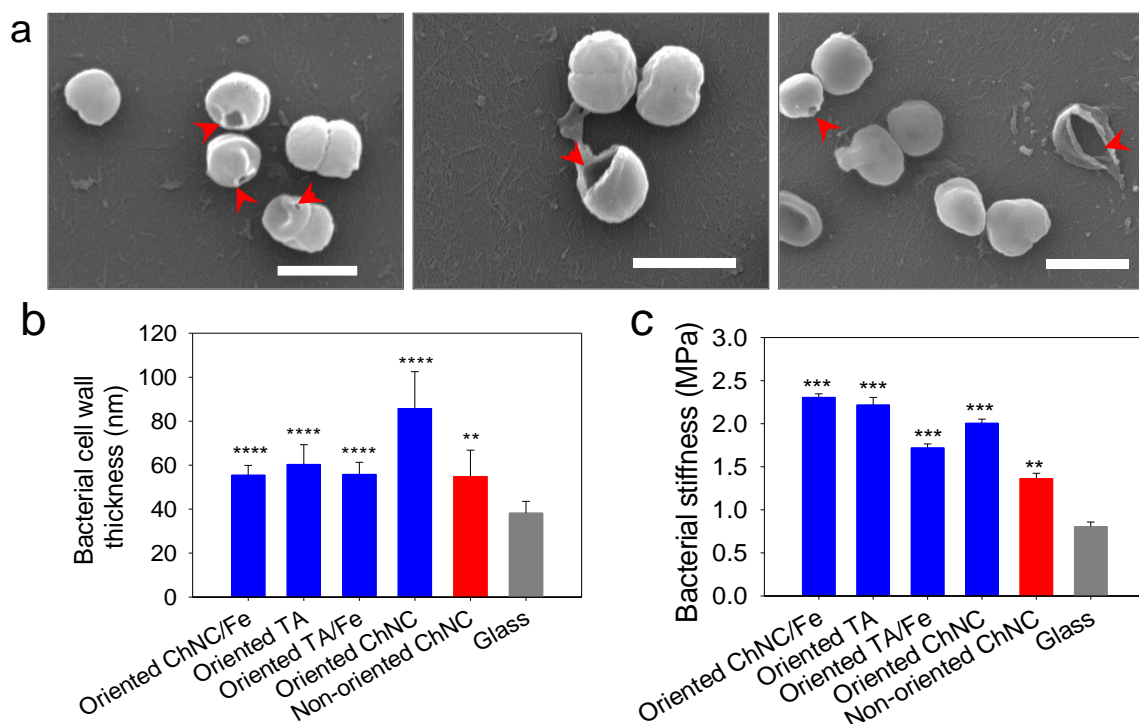 a
b
Bacterial cell wall
thickness (nm)
120
100
80
60
40
20
0
****
****
****
****
**
Oriented ChNC/Fe
Oriented TA
Oriented TA/Fe
Oriented ChNC
Non-oriented ChNC
Glass
c
Bacterial stiffness (MPa)
3.0
2.5
2.0
1.5
1.0
0.5
0.0
***
***
***
***
**
Oriented ChNC/Fe
Oriented TA
Oriented TA/Fe
Oriented ChNC
Non-oriented ChNC
Glass